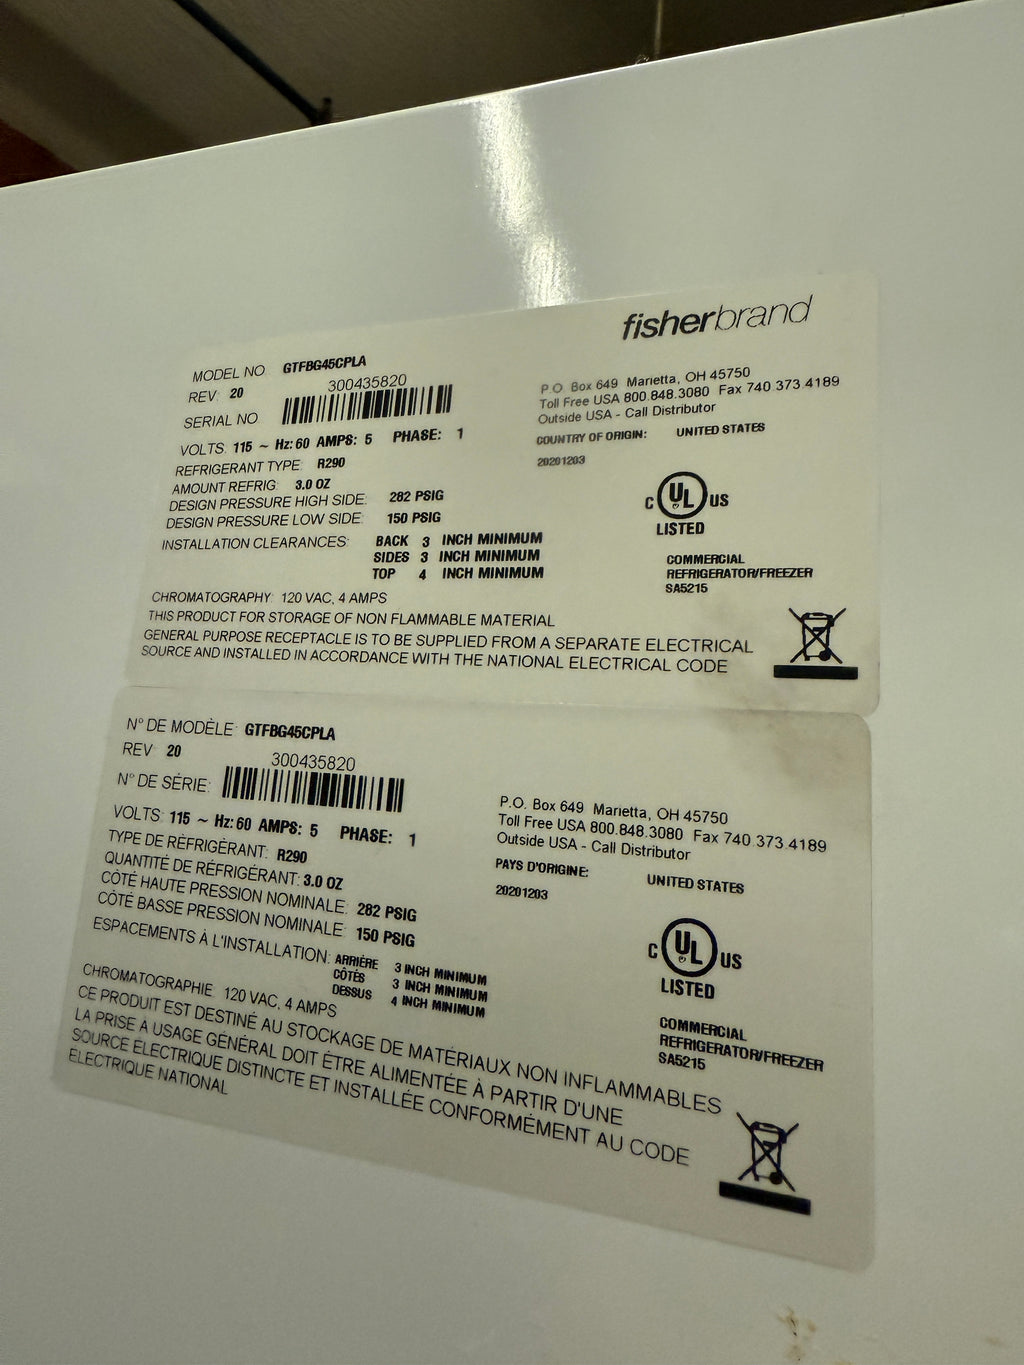 fisherbrand
MODEL NO GTFBG45CPLA
REV: 20
300435820
SERIAL NO
VOLTS: 115 ~ Hz: 60 AMPS: 5 PHASE: 1
REFRIGERANT TYPE: R290
AMOUNT REFRIG: 3.0 OZ
DESIGN PRESSURE HIGH SIDE: 282 PSIG
DESIGN PRESSURE LOW SIDE: 150 PSIG
INSTALLATION CLEARANCES: BACK 3 INCH MINIMUM
SIDES 3 INCH MINIMUM
TOP 4 INCH MINIMUM
P.O. Box 649 Marietta, OH 45750
Toll Free USA 800.848.3080 Fax 740.373.4189
Outside USA - Call Distributor
COUNTRY OF ORIGIN: UNITED STATES
20201203
C UL US
LISTED
COMMERCIAL
REFRIGERATOR/FREEZER
SA5215
CHROMATOGRAPHY: 120 VAC, 4 AMPS
THIS PRODUCT FOR STORAGE OF NON FLAMMABLE MATERIAL
GENERAL PURPOSE RECEPTACLE IS TO BE SUPPLIED FROM A SEPARATE ELECTRICAL
SOURCE AND INSTALLED IN ACCORDANCE WITH THE NATIONAL ELECTRICAL CODE
N° DE MODÈLE: GTFBG45CPLA
REV: 20
300435820
N° DE SÉRIE:
VOLTS: 115 ~ Hz: 60 AMPS: 5 PHASE: 1
TYPE DE RÉFRIGÉRANT: R290
QUANTITÉ DE RÉFRIGÉRANT: 3.0 OZ
CÔTÉ HAUTE PRESSION NOMINALE: 282 PSIG
CÔTÉ BASSE PRESSION NOMINALE: 150 PSIG
ESPACEMENTS À L'INSTALLATION: ARRIÉRE 3 INCH MINIMUM
CÔTÉS 3 INCH MINIMUM
DESSUS 4 INCH MINIMUM
P.O. Box 649 Marietta, OH 45750
Toll Free USA 800.848.3080 Fax 740.373.4189
Outside USA - Call Distributor
PAYS D'ORIGINE: UNITED STATES
20201203
C UL US
LISTED
COMMERCIAL
REFRIGERATOR/FREEZER
SA5215
CHROMATOGRAPHIE 120 VAC, 4 AMPS
CE PRODUIT EST DESTINÉ AU STOCKAGE DE MATÉRIAUX NON INFLAMMABLES
LA PRISE À USAGE GÉNÉRAL DOIT ÊTRE ALIMENTÉE À PARTIR D'UNE
SOURCE ÉLECTRIQUE DISTINCTE ET INSTALLÉE CONFORMÉMENT AU CODE
ÉLECTRIQUE NATIONAL